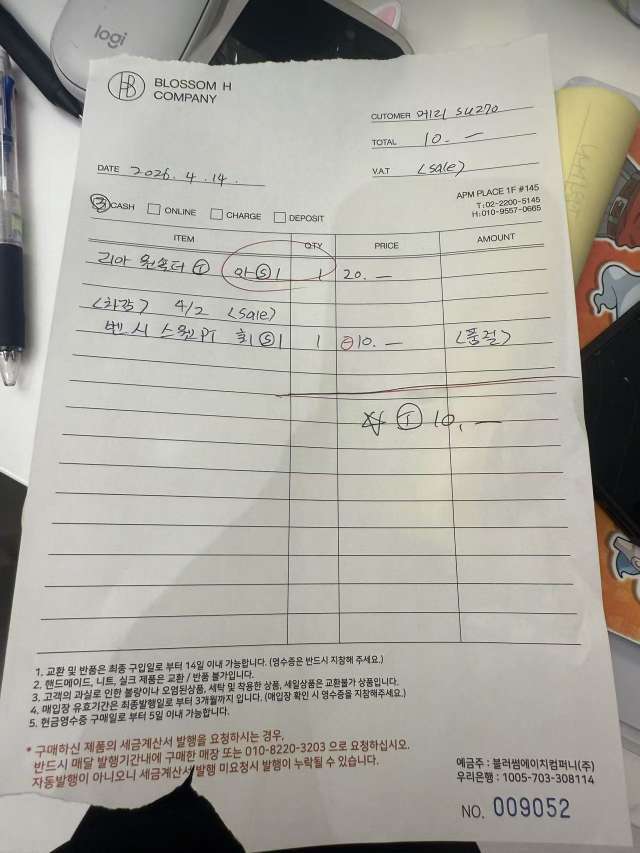 logi
BLOSSOM H
COMPANY
CUTOMER 메리 SU270
TOTAL 10. —
V.A.T (sale)
DATE 2026. 4. 14.
APM PLACE 1F #145
T: 02-2200-5145
H: 010-9557-0665
CASH ONLINE CHARGE DEPOSIT
ITEM QTY PRICE AMOUNT
리아 원숄더 Ⓣ 아Ⓢ1 1 20. —
4/2 (sale)
벤시 스웻PT Ⓢ1 1 ⊖10. — (품절)
Ⓣ 10. —
1. 교환 및 반품은 최종 구입일로 부터 14일 이내 가능합니다. (영수증은 반드시 지참해 주세요.)
2. 핸드메이드, 니트, 실크 제품은 교환 / 반품 불가입니다.
3. 고객의 과실로 인한 불량이나 오염된상품, 세탁 및 착용한 상품, 세일상품은 교환불가 상품입니다.
4. 매입장 유효기간은 최종발행일로 부터 3개월까지 입니다. (매입장 확인 시 영수증을 지참해주세요.)
5. 현금영수증 구매일로 부터 5일 이내 가능합니다.
* 구매하신 제품의 세금계산서 발행을 요청하시는 경우,
반드시 매달 발행기간내에 구매한 매장 또는 010-8220-3203 으로 요청하십시오.
자동발행이 아니오니 세금계산서 발행 미요청시 발행이 누락될 수 있습니다.
예금주 : 블러썸에이치컴퍼니(주)
우리은행 : 1005-703-308114
NO. 009052